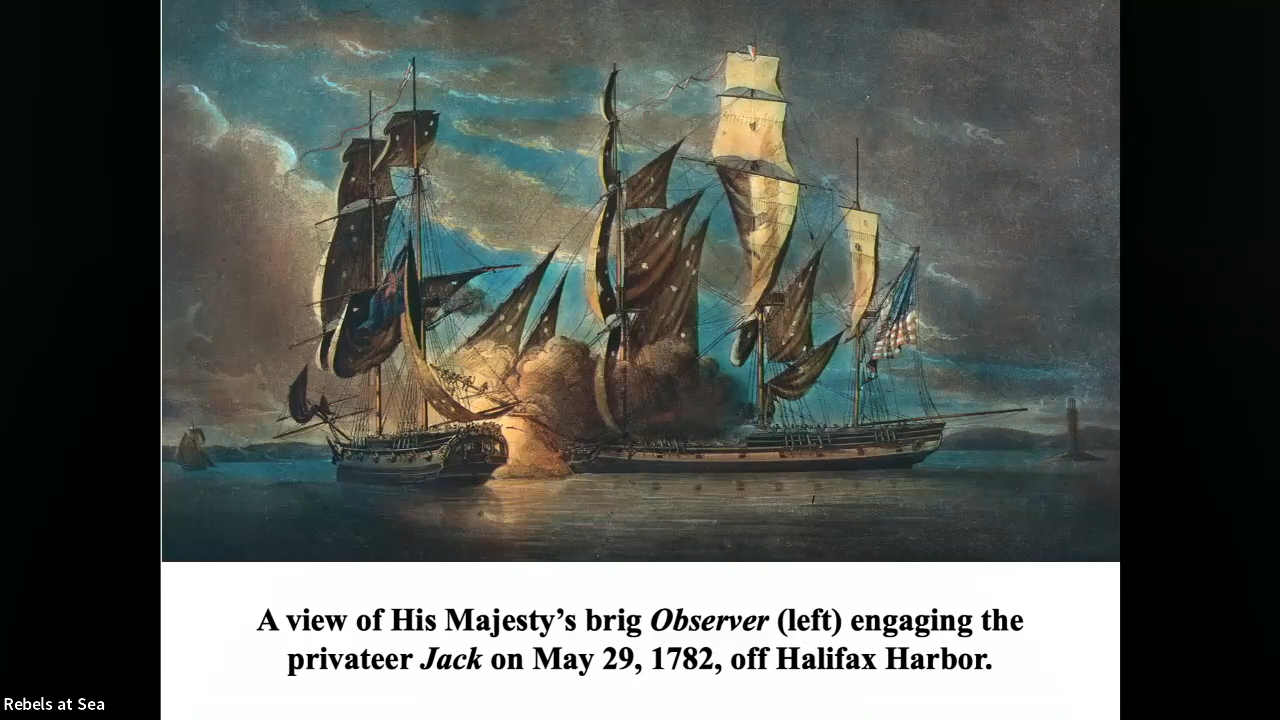 A view of His Majesty’s brig Observer (left) engaging the
privateer Jack on May 29, 1782, off Halifax Harbor.
Rebels at Sea